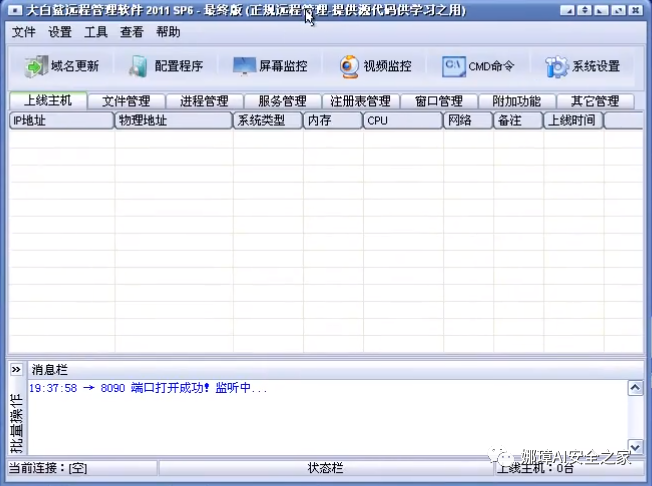 大白鲨远程管理软件 2011 SP6 - 最终版 (正规远程管理-提供源代码供学习之用)
文件 设置 工具 查看 帮助
域名更新 配置程序 屏幕监控 视频监控 CMD命令 系统设置
上线主机 文件管理 进程管理 服务管理 注册表管理 窗口管理 附加功能 其它管理
IP地址 物理地址 系统类型 内存 CPU 网络 备注 上线时间
消息栏
19:37:58 → 8090 端口打开成功! 监听中...
批量操作
娜璋AI安全之家
当前连接:[空] 状态栏 上线主机:0台